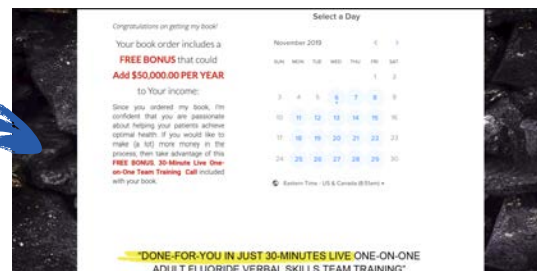 Congratulations on getting my book!
Your book order includes a
FREE BONUS that could
Add $50,000.00 PER YEAR
to Your income:
Since you ordered my book, I'm
confident that you are passionate
about helping your patients achieve
optimal health. If you would like to
make (a lot) more money in the
process, then take advantage of this
FREE BONUS, 30-Minute Live One-
on-One Team Training Call included
with your book.
Select a Day
November 2019 < >
SUN MON TUE WED THU FRI SAT
1 2
3 4 5 6 7 8 9
10 11 12 13 14 15 16
17 18 19 20 21 22 23
24 25 26 27 28 29 30
Eastern Time - US & Canada
"DONE-FOR-YOU IN JUST 30-MINUTES LIVE ONE-ON-ONE
ADULT FLUORIDE VERBAL SKILLS TEAM TRAINING"